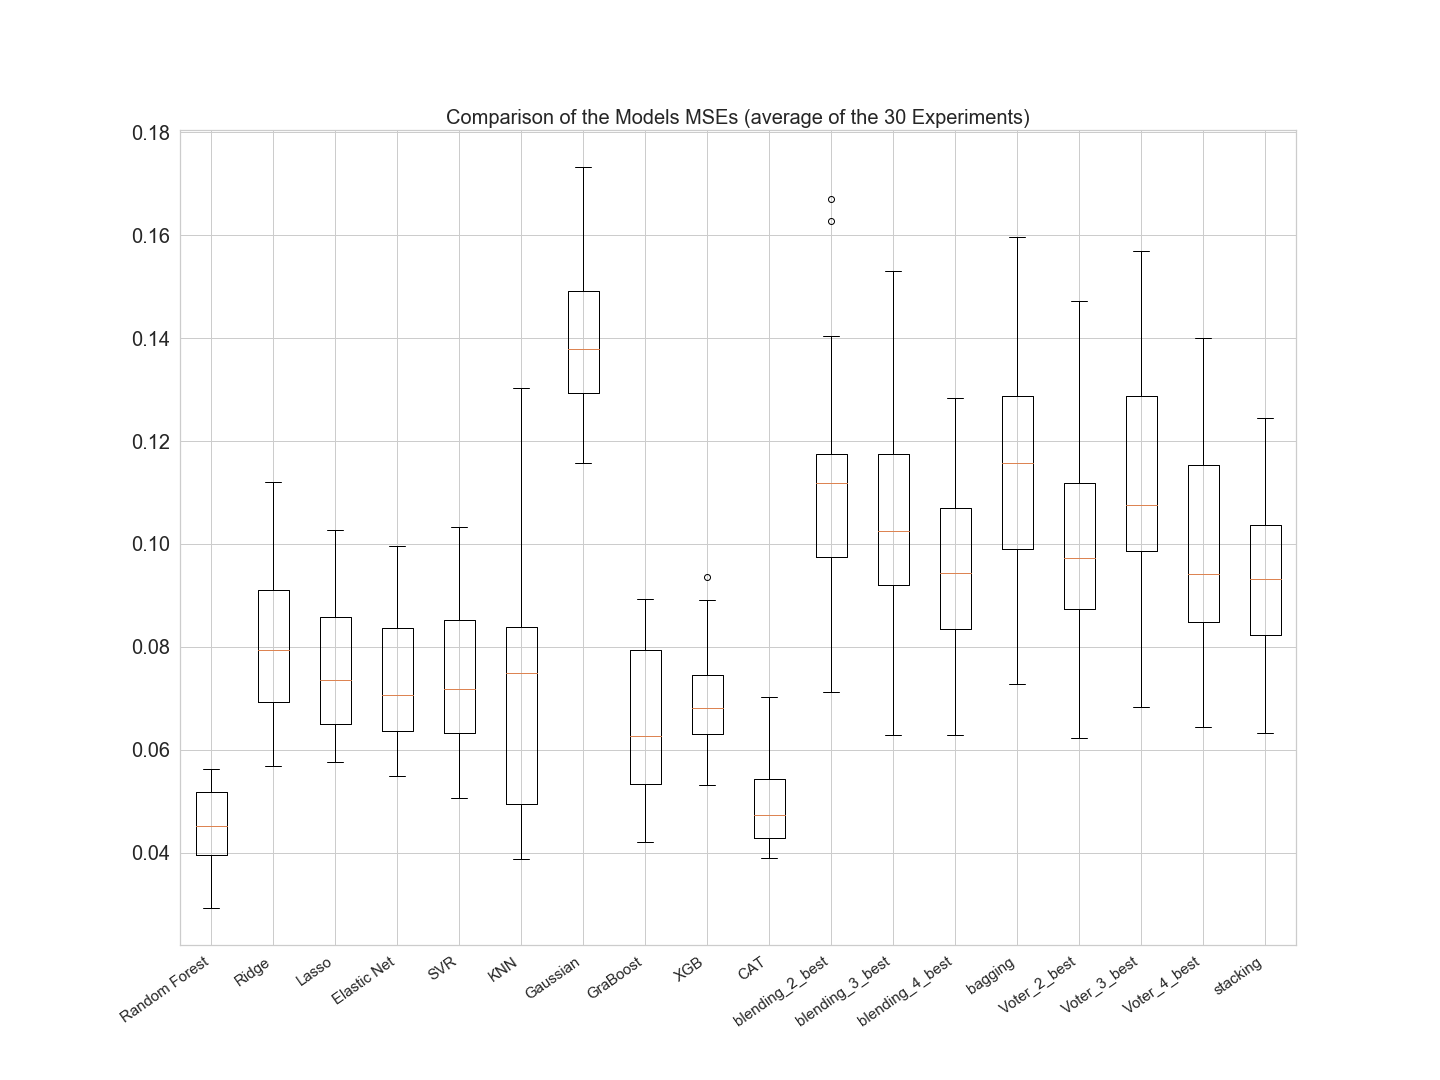 Comparison of the Models MSEs (average of the 30 Experiments)
0.18
0.16
0.14
0.12
0.10
0.08
0.06
0.04
Random Forest
Ridge
Lasso
Elastic Net
SVR
KNN
Gaussian
GraBoost
XGB
CAT
blending_2_best
blending_3_best
blending_4_best
bagging
Voter_2_best
Voter_3_best
Voter_4_best
stacking